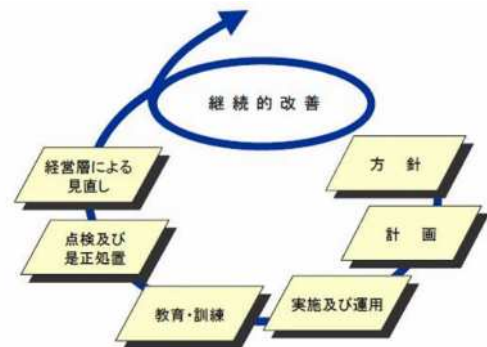 継続的改善
方針
計画
実施及び運用
教育・訓練
点検及び
是正処置
経営層による
見直し